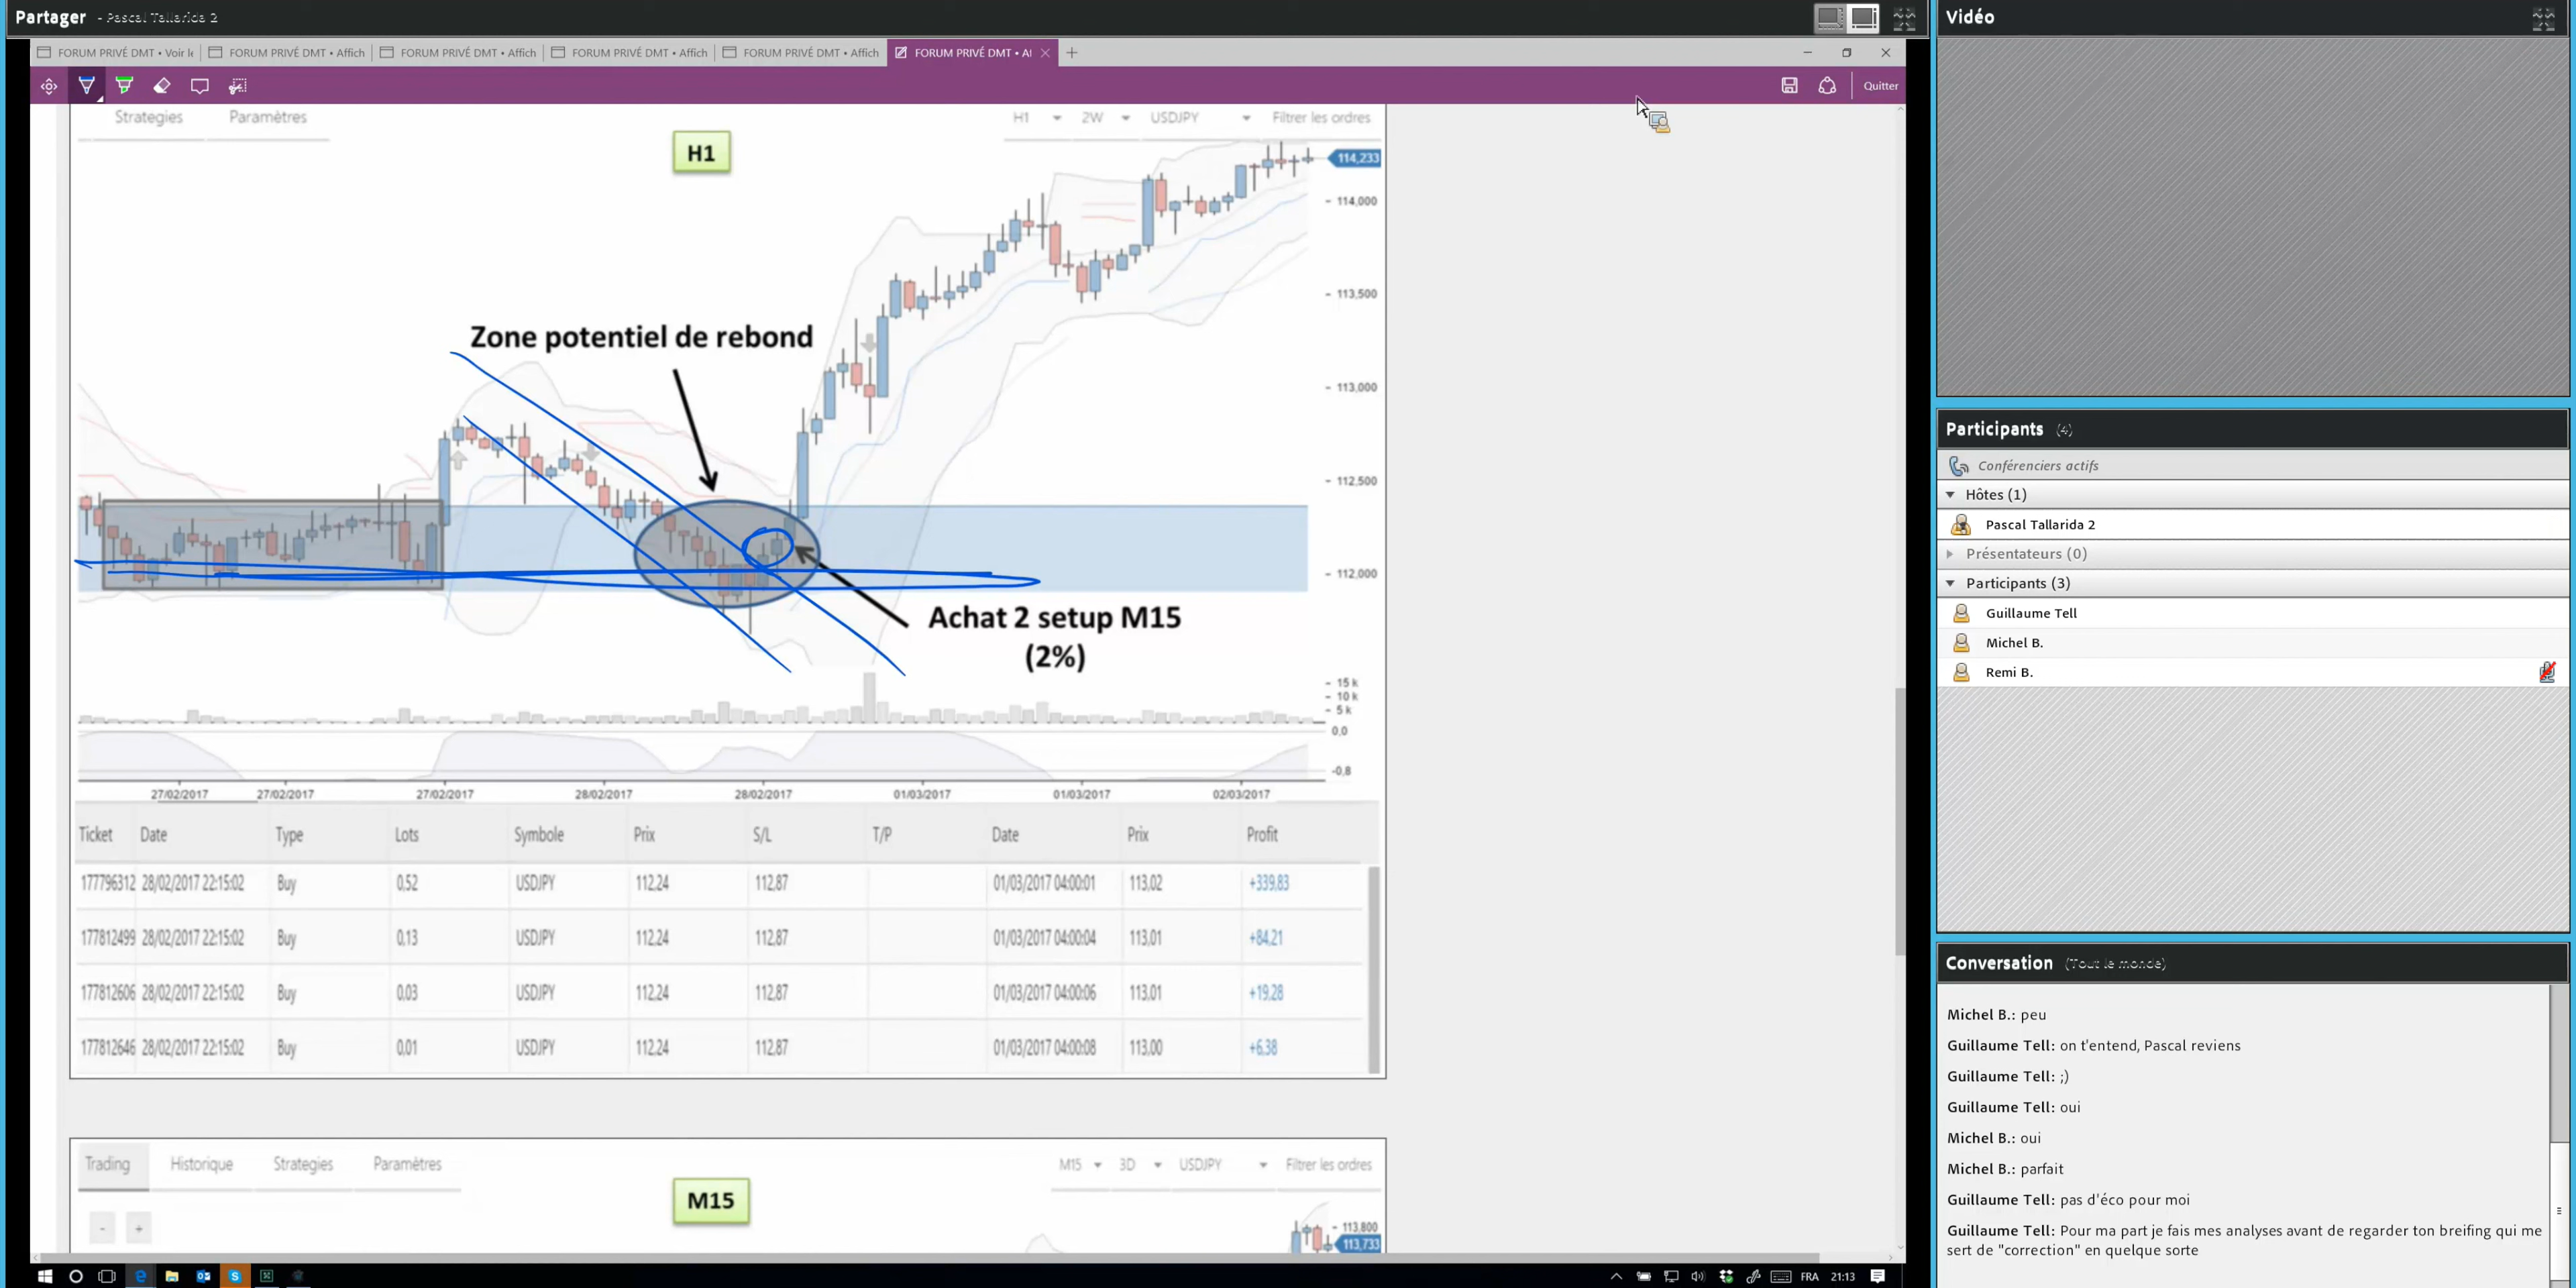 Partager - Pascal Tallarida 2
FORUM PRIVÉ DMT • Voir le
FORUM PRIVÉ DMT • Affich
FORUM PRIVÉ DMT • Affich
FORUM PRIVÉ DMT • Affich
FORUM PRIVÉ DMT • Affich
FORUM PRIVÉ DMT • Af
Quitter
Strategies Paramètres H1 2W USDJPY Filtrer les ordres
H1
114,233
114,000
113,500
Zone potentiel de rebond
113,000
112,500
112,000
Achat 2 setup M15
(2%)
15 k
10 k
5 k
0,0
-0,8
27/02/2017 27/02/2017 27/02/2017 28/02/2017 28/02/2017 01/03/2017 01/03/2017 02/03/2017
Ticket Date Type Lots Symbole Prix S/L T/P Date Prix Profit
177796312 28/02/2017 22:15:02 Buy 0,52 USDJPY 112,24 112,87 01/03/2017 04:00:01 113,02 +339,83
177812499 28/02/2017 22:15:02 Buy 0,13 USDJPY 112,24 112,87 01/03/2017 04:00:04 113,01 +84,21
177812606 28/02/2017 22:15:02 Buy 0,03 USDJPY 112,24 112,87 01/03/2017 04:00:06 113,01 +19,28
177812646 28/02/2017 22:15:02 Buy 0,01 USDJPY 112,24 112,87 01/03/2017 04:00:08 113,00 +6,38
Trading Historique Strategies Paramètres M15 3D USDJPY Filtrer les ordres
M15
- +
113,800
113,733
FRA 21:13
Vidéo
Participants (4)
Conférenciers actifs
Hôtes (1)
Pascal Tallarida 2
Présentateurs (0)
Participants (3)
Guillaume Tell
Michel B.
Remi B.
Conversation (Tout le monde)
Michel B.: peu
Guillaume Tell: on t'entend, Pascal reviens
Guillaume Tell: ;)
Guillaume Tell: oui
Michel B.: oui
Michel B.: parfait
Guillaume Tell: pas d'éco pour moi
Guillaume Tell: Pour ma part je fais mes analyses avant de regarder ton breifing qui me
sert de "correction" en quelque sorte